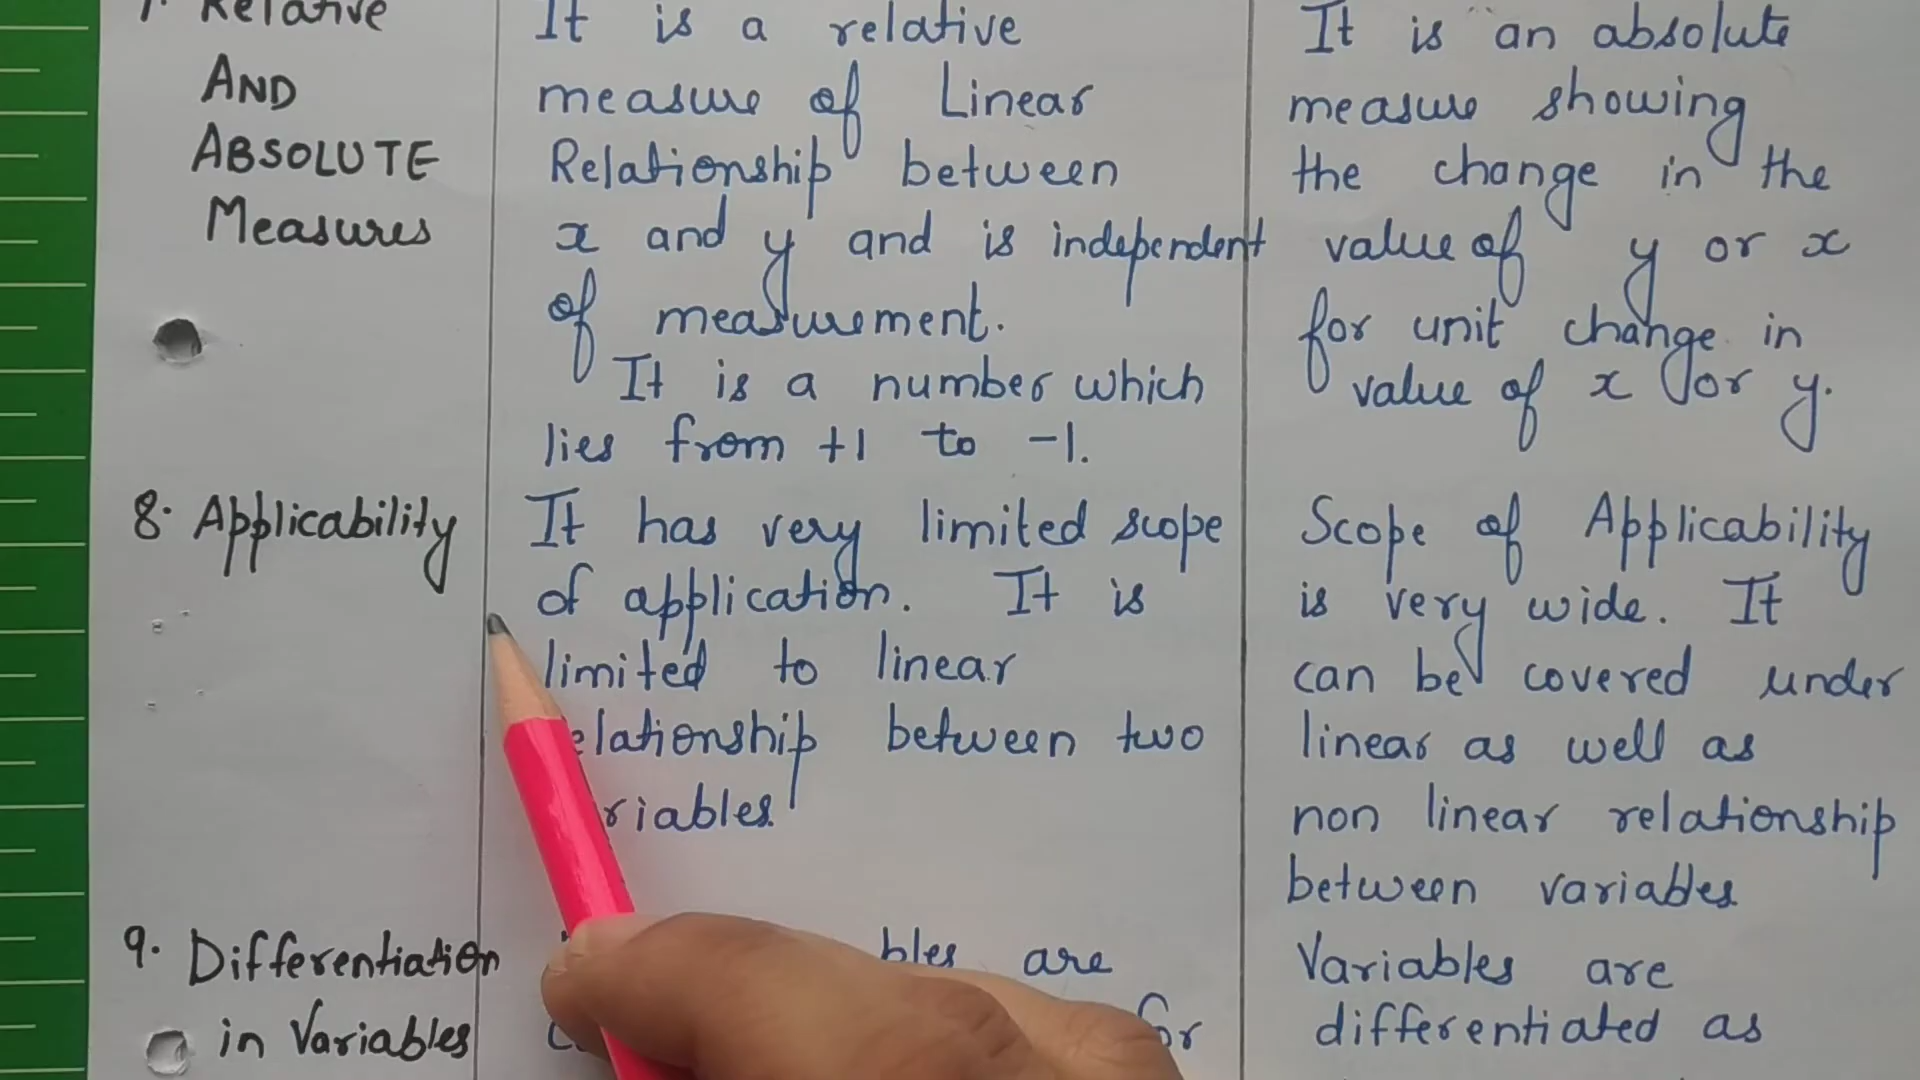 7. Relative
AND
ABSOLUTE
Measures
It is a relative
measure of Linear
Relationship between
x and y and is independent
of measurement.
It is a number which
lies from +1 to -1.
It is an absolute
measure showing
the change in the
value of y or x
for unit change in
value of x or y.
8. Applicability
It has very limited scope
of application. It is
limited to linear
elationship between two
riables
Scope of Applicability
is very wide. It
can be covered under
linear as well as
non linear relationship
between variables
9. Differentiation
in Variables
bles are
for
Variables are
differentiated as